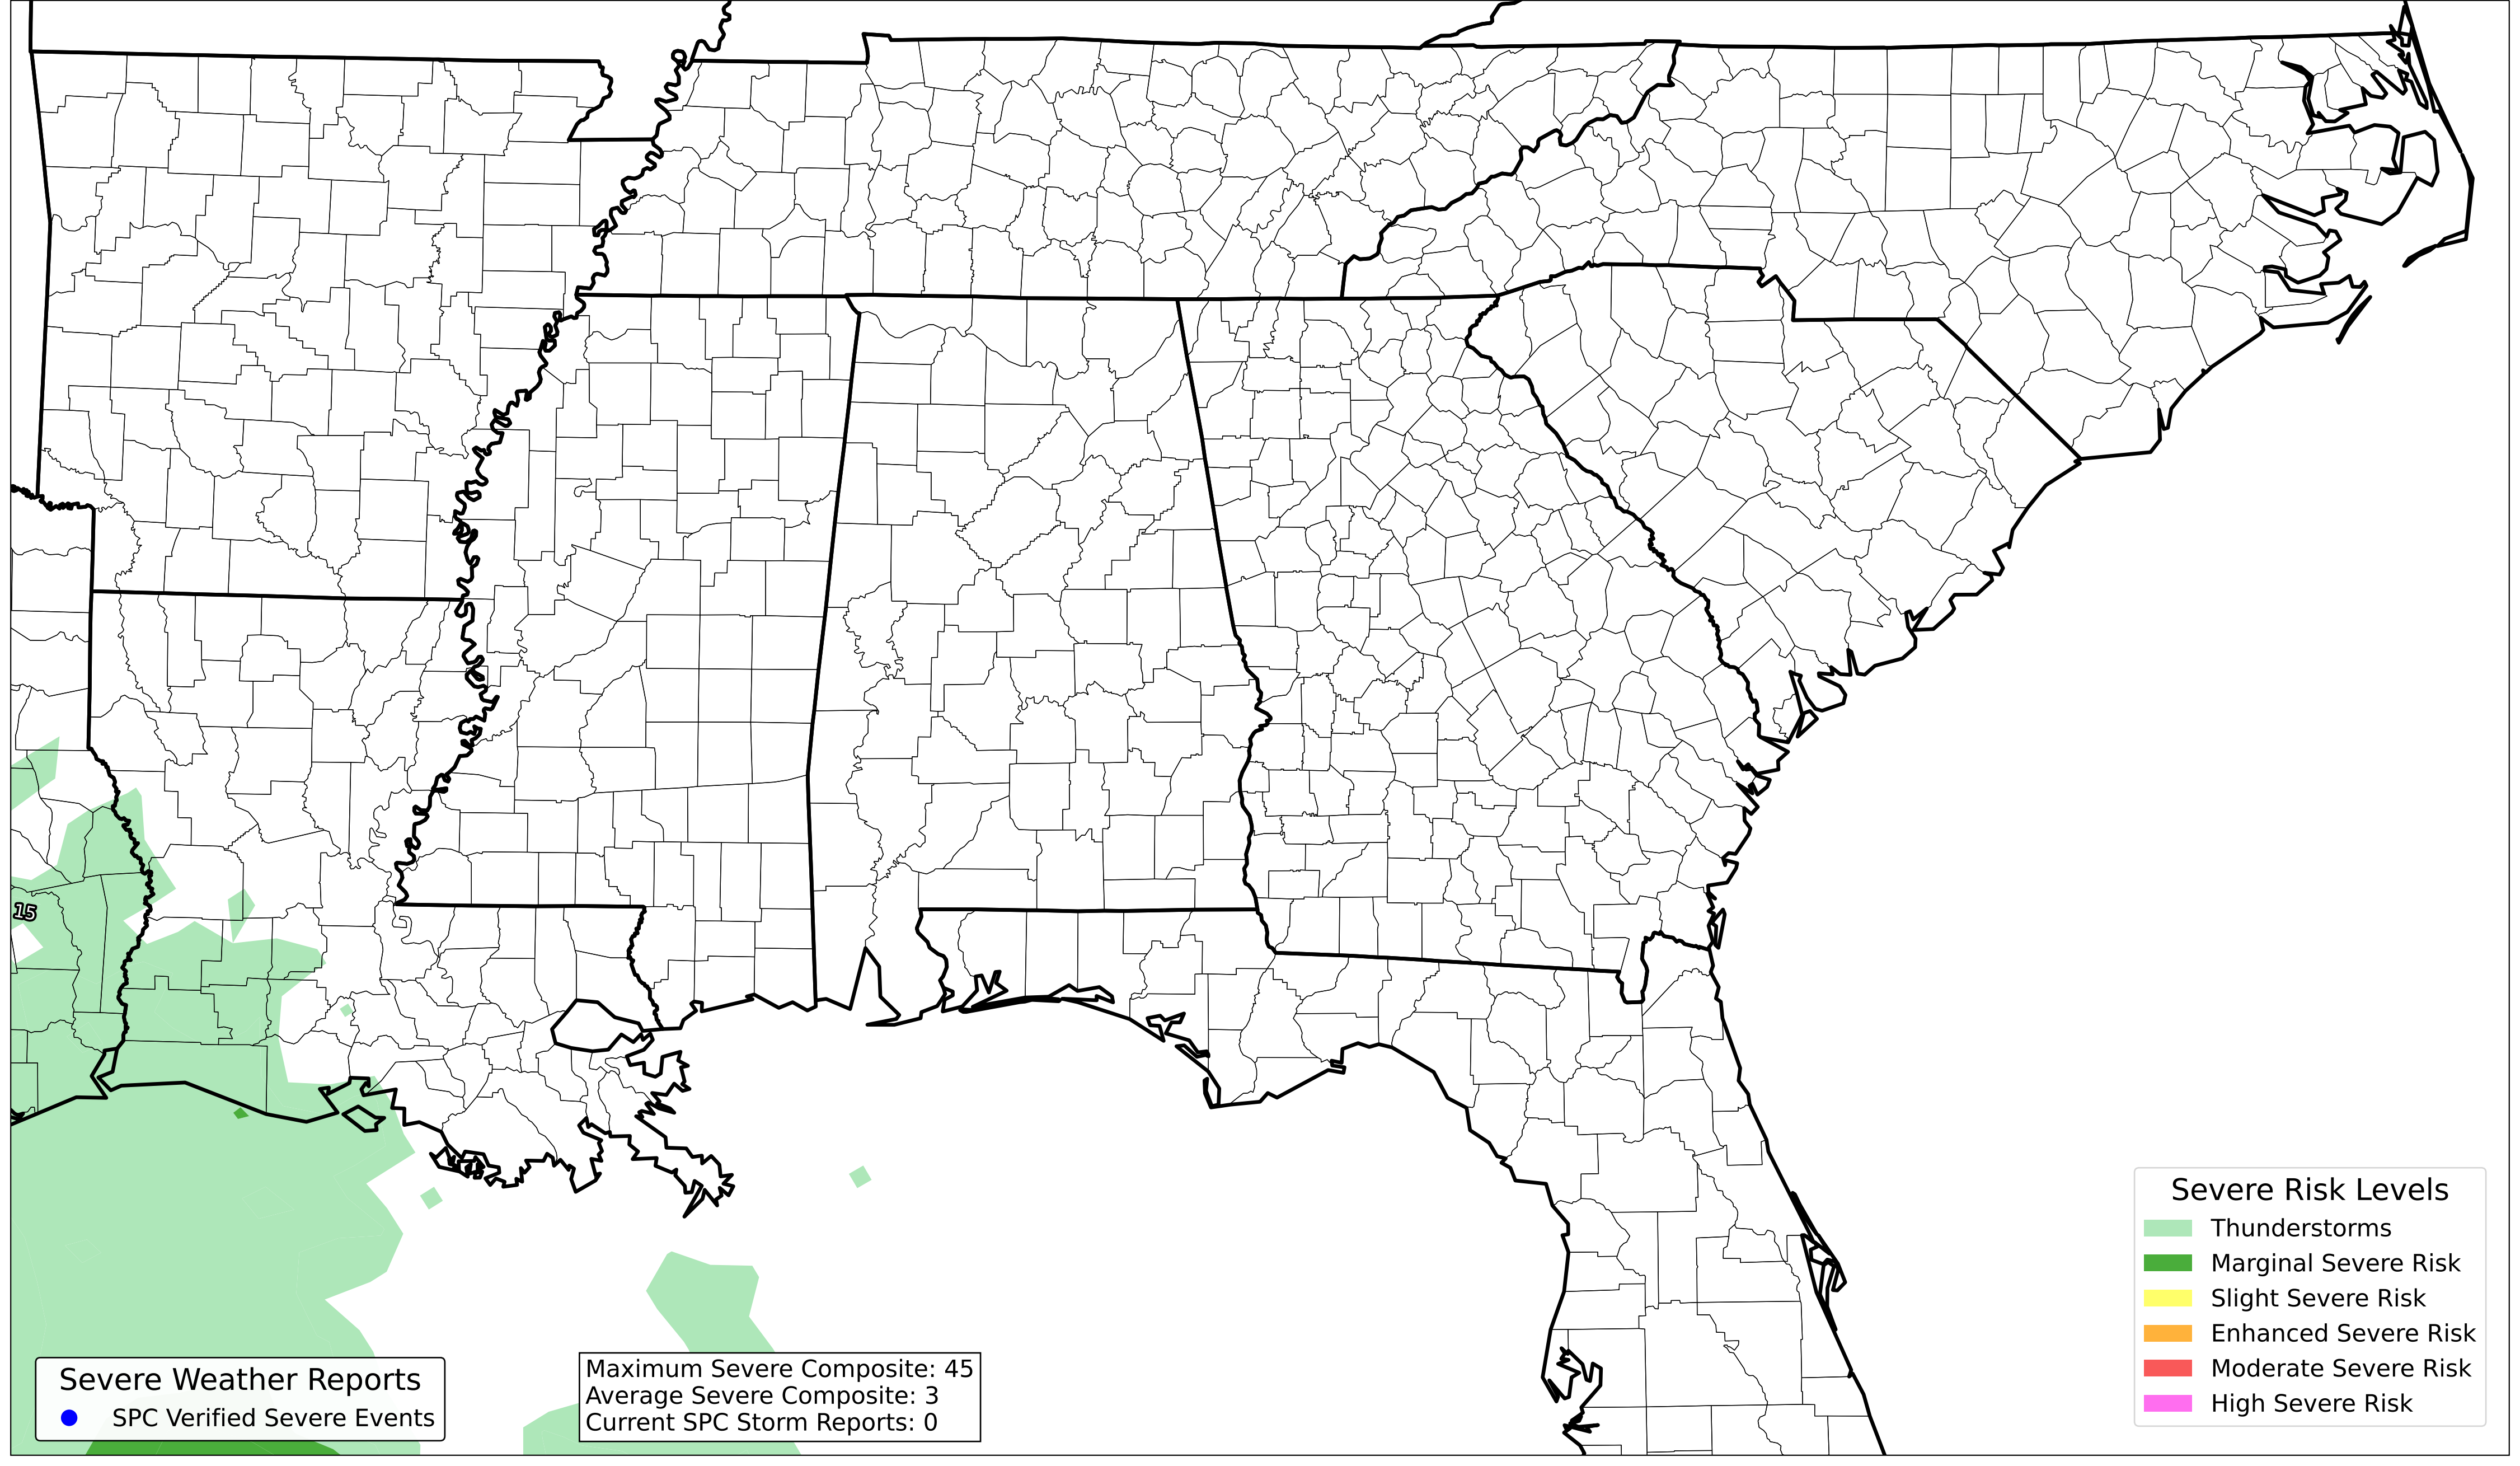 15
Severe Weather Reports
SPC Verified Severe Events
Maximum Severe Composite: 45
Average Severe Composite: 3
Current SPC Storm Reports: 0
Severe Risk Levels
Thunderstorms
Marginal Severe Risk
Slight Severe Risk
Enhanced Severe Risk
Moderate Severe Risk
High Severe Risk